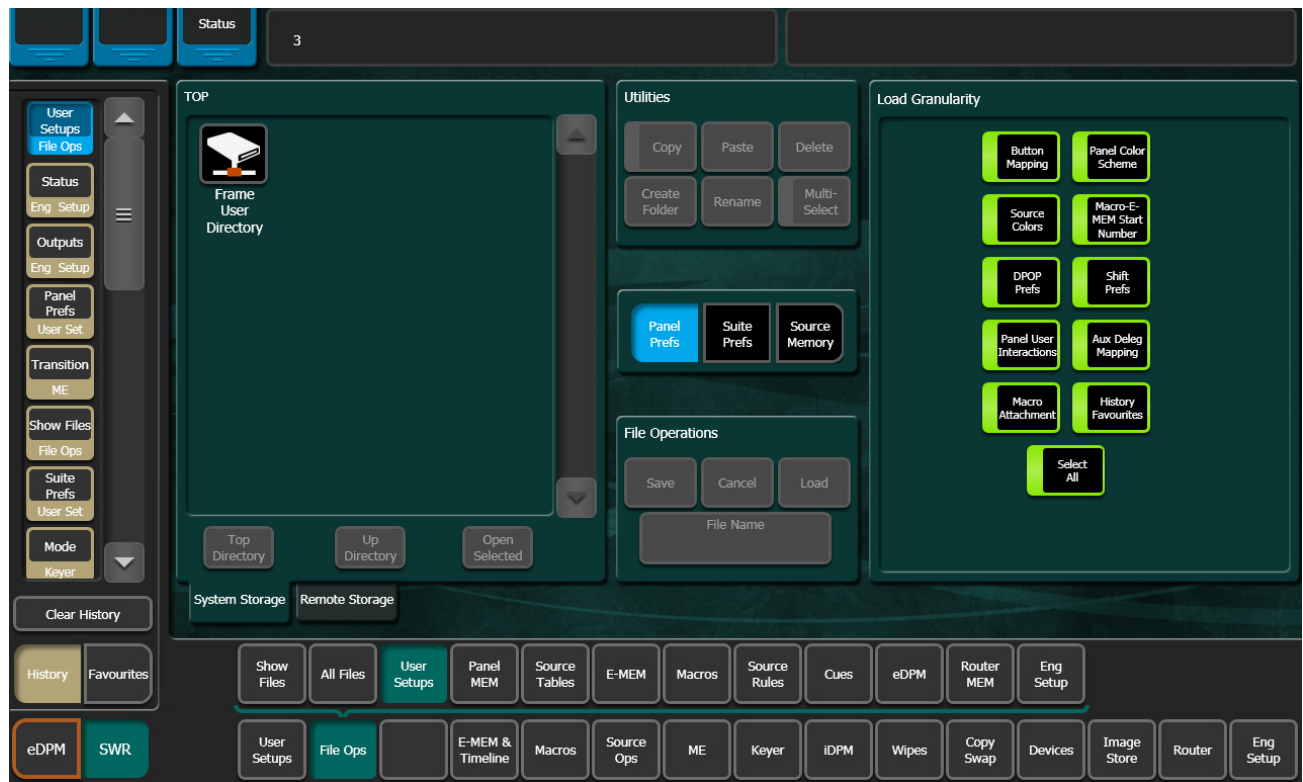 Status
3
User
Setups
File Ops
Status
Eng Setup
Outputs
Eng Setup
Panel
Prefs
User Set
Transition
ME
Show Files
File Ops
Suite
Prefs
User Set
Mode
Keyer
Clear History
History
Favourites
eDPM
SWR
TOP
Frame
User
Directory
Top
Directory
Up
Directory
Open
Selected
System Storage
Remote Storage
Utilities
Copy
Paste
Delete
Create
Folder
Rename
Multi-
Select
Panel
Prefs
Suite
Prefs
Source
Memory
File Operations
Save
Cancel
Load
File Name
Load Granularity
Button
Mapping
Panel Color
Scheme
Source
Colors
Macro-E-
MEM Start
Number
DPOP
Prefs
Shift
Prefs
Panel User
Interactions
Aux Deleg
Mapping
Macro
Attachment
History
Favourites
Select
All
Show
Files
All Files
User
Setups
Panel
MEM
Source
Tables
E-MEM
Macros
Source
Rules
Cues
eDPM
Router
MEM
Eng
Setup
User
Setups
File Ops
E-MEM &
Timeline
Macros
Source
Ops
ME
Keyer
iDPM
Wipes
Copy
Swap
Devices
Image
Store
Router
Eng
Setup